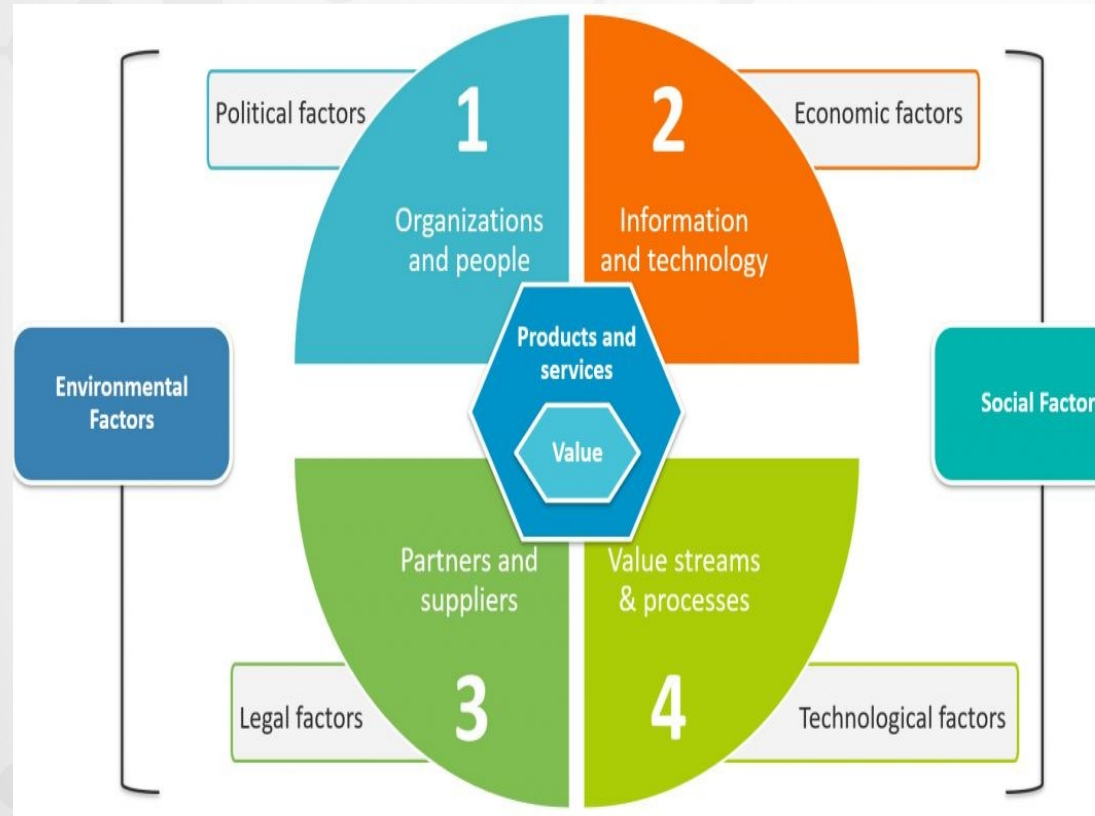 Political factors
1
2
Economic factors
Organizations
and people
Information
and technology
Products and
services
Value
Environmental
Factors
Social Factor
Partners and
suppliers
Value streams
& processes
3
4
Legal factors
Technological factors